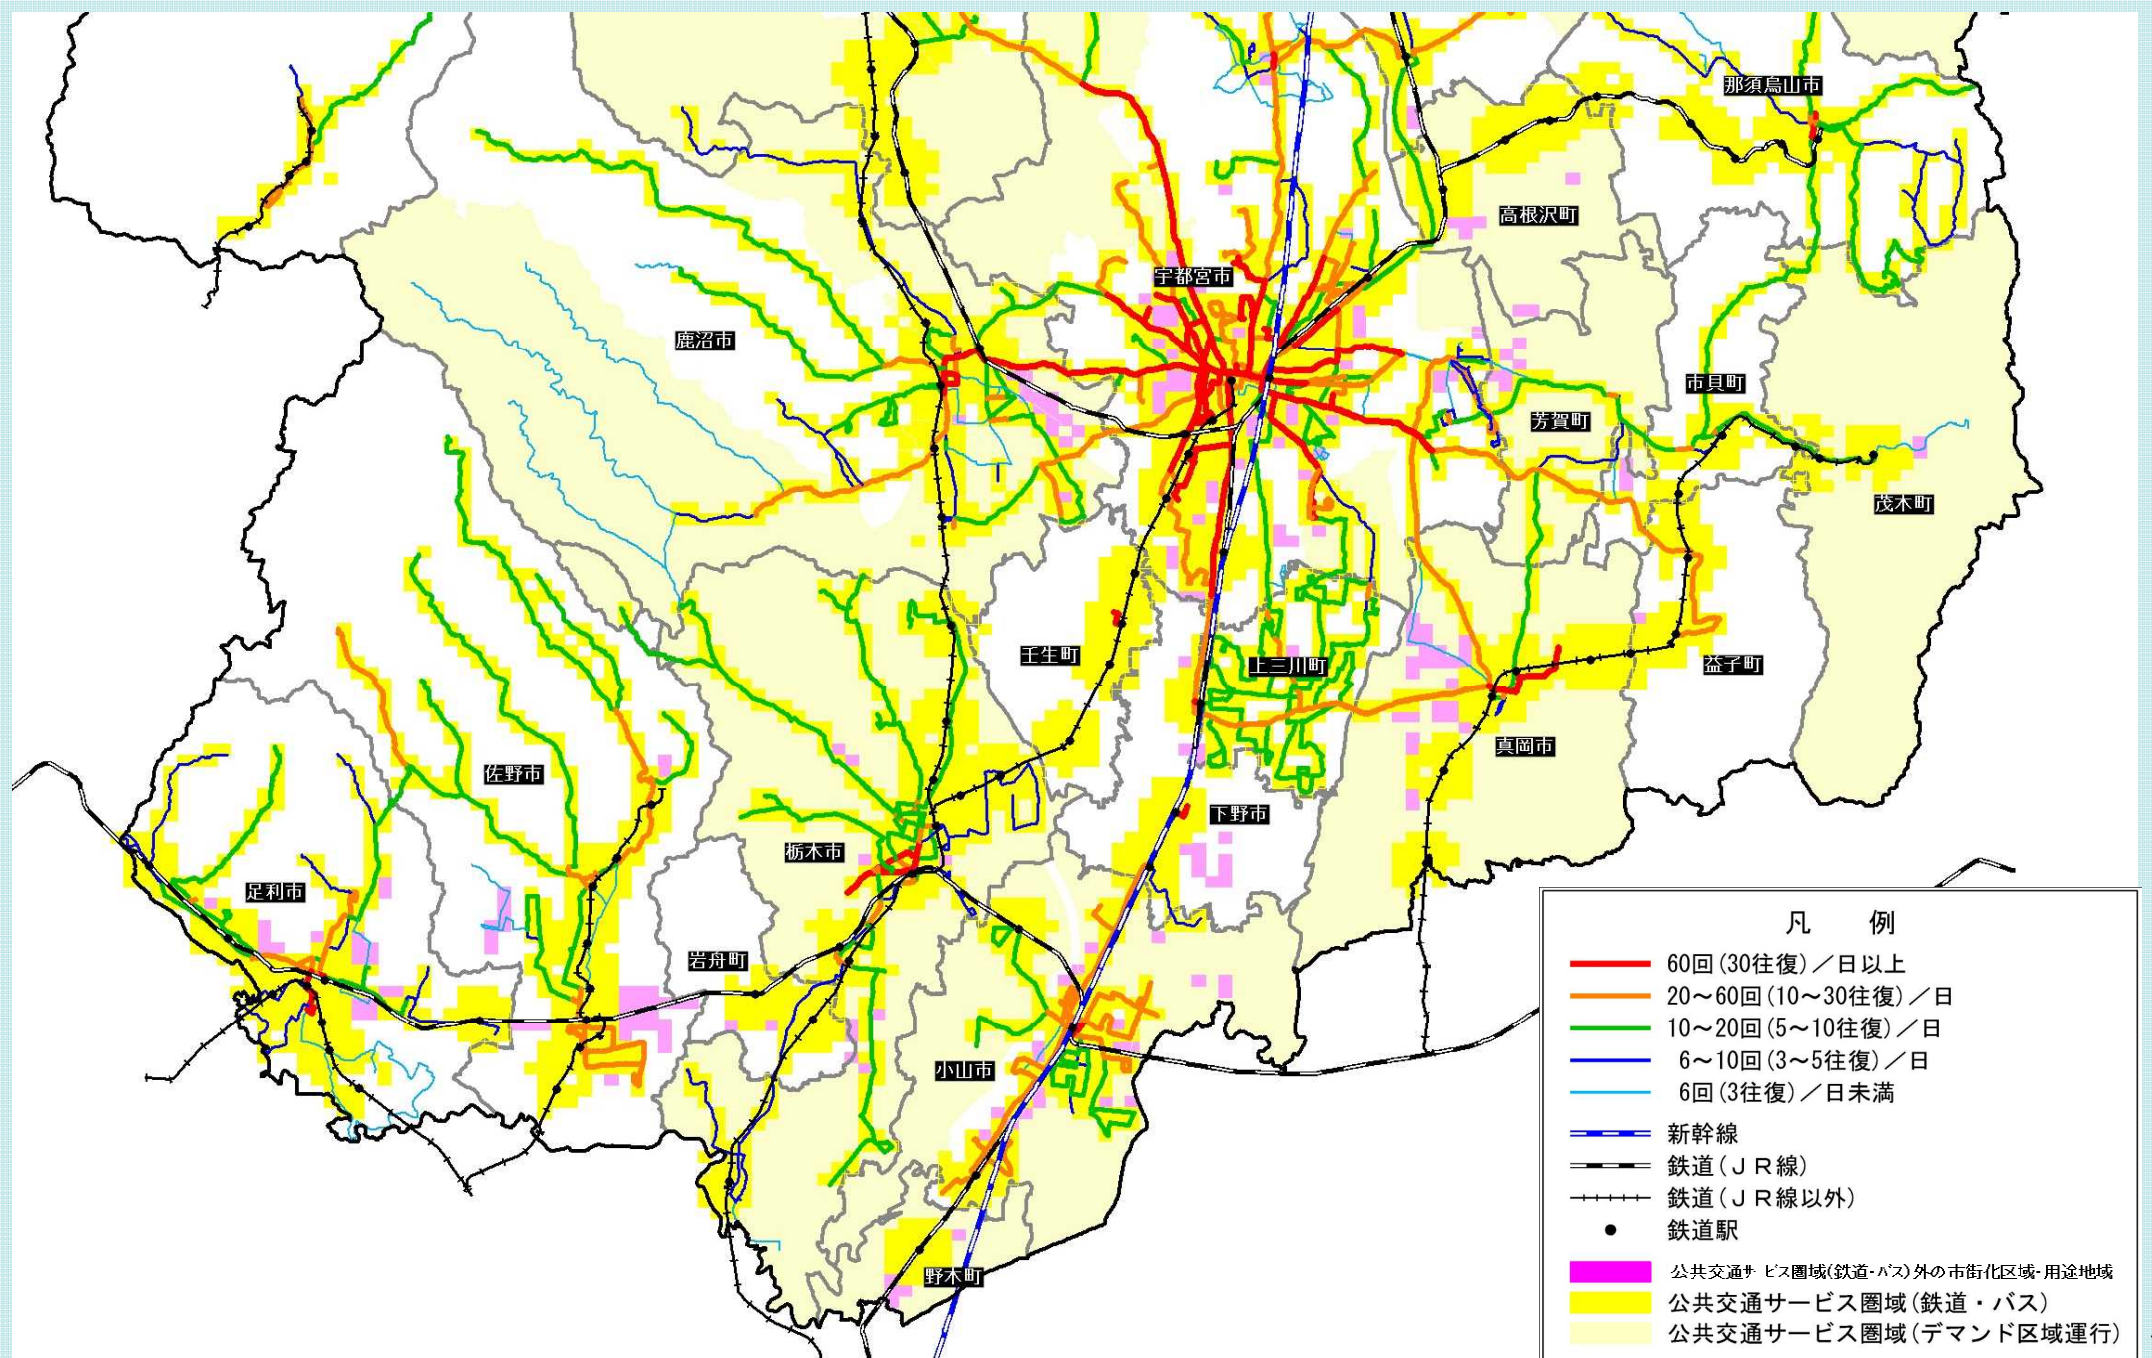 那須烏山市
高根沢町
宇都宮市
鹿沼市
市貝町
芳賀町
茂木町
壬生町
上三川町
益子町
真岡市
佐野市
下野市
栃木市
足利市
岩舟町
小山市
野木町
凡 例
60回(30往復)/日以上
20~60回(10~30往復)/日
10~20回(5~10往復)/日
6~10回(3~5往復)/日
6回(3往復)/日未満
新幹線
鉄道(JR線)
鉄道(JR線以外)
鉄道駅
公共交通サービス圏域(鉄道・バス)外の市街化区域・用途地域
公共交通サービス圏域(鉄道・バス)
公共交通サービス圏域(デマンド区域運行)